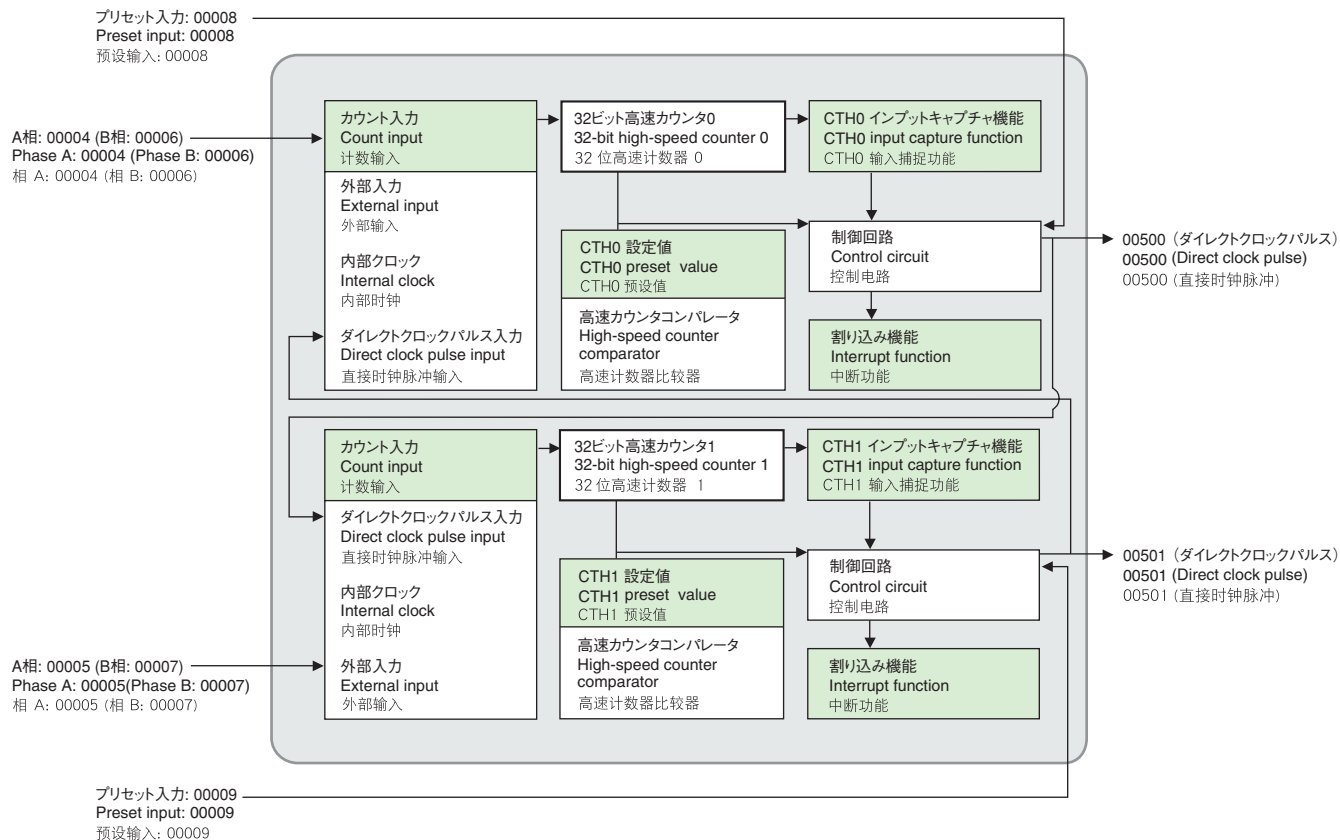 プリセット入力: 00008
Preset input: 00008
预设输入: 00008
A相: 00004 (B相: 00006)
Phase A: 00004 (Phase B: 00006)
相 A: 00004 (相 B: 00006)
カウント入力
Count input
计数输入
外部入力
External input
外部输入
内部クロック
Internal clock
内部时钟
ダイレクトクロックパルス入力
Direct clock pulse input
直接时钟脉冲输入
32ビット高速カウンタ0
32-bit high-speed counter 0
32 位高速计数器 0
CTH0 設定値
CTH0 preset value
CTH0 预设值
高速カウンタコンパレータ
High-speed counter
comparator
高速计数器比较器
CTH0 インプットキャプチャ機能
CTH0 input capture function
CTH0 输入捕捉功能
制御回路
Control circuit
控制电路
割り込み機能
Interrupt function
中断功能
00500 (ダイレクトクロックパルス)
00500 (Direct clock pulse)
00500 (直接时钟脉冲)
カウント入力
Count input
计数输入
ダイレクトクロックパルス入力
Direct clock pulse input
直接时钟脉冲输入
内部クロック
Internal clock
内部时钟
外部入力
External input
外部输入
A相: 00005 (B相: 00007)
Phase A: 00005(Phase B: 00007)
相 A: 00005 (相 B: 00007)
32ビット高速カウンタ1
32-bit high-speed counter 1
32 位高速计数器 1
CTH1 設定値
CTH1 preset value
CTH1 预设值
高速カウンタコンパレータ
High-speed counter
comparator
高速计数器比较器
CTH1 インプットキャプチャ機能
CTH1 input capture function
CTH1 输入捕捉功能
制御回路
Control circuit
控制电路
割り込み機能
Interrupt function
中断功能
00501 (ダイレクトクロックパルス)
00501 (Direct clock pulse)
00501 (直接时钟脉冲)
プリセット入力: 00009
Preset input: 00009
预设输入: 00009